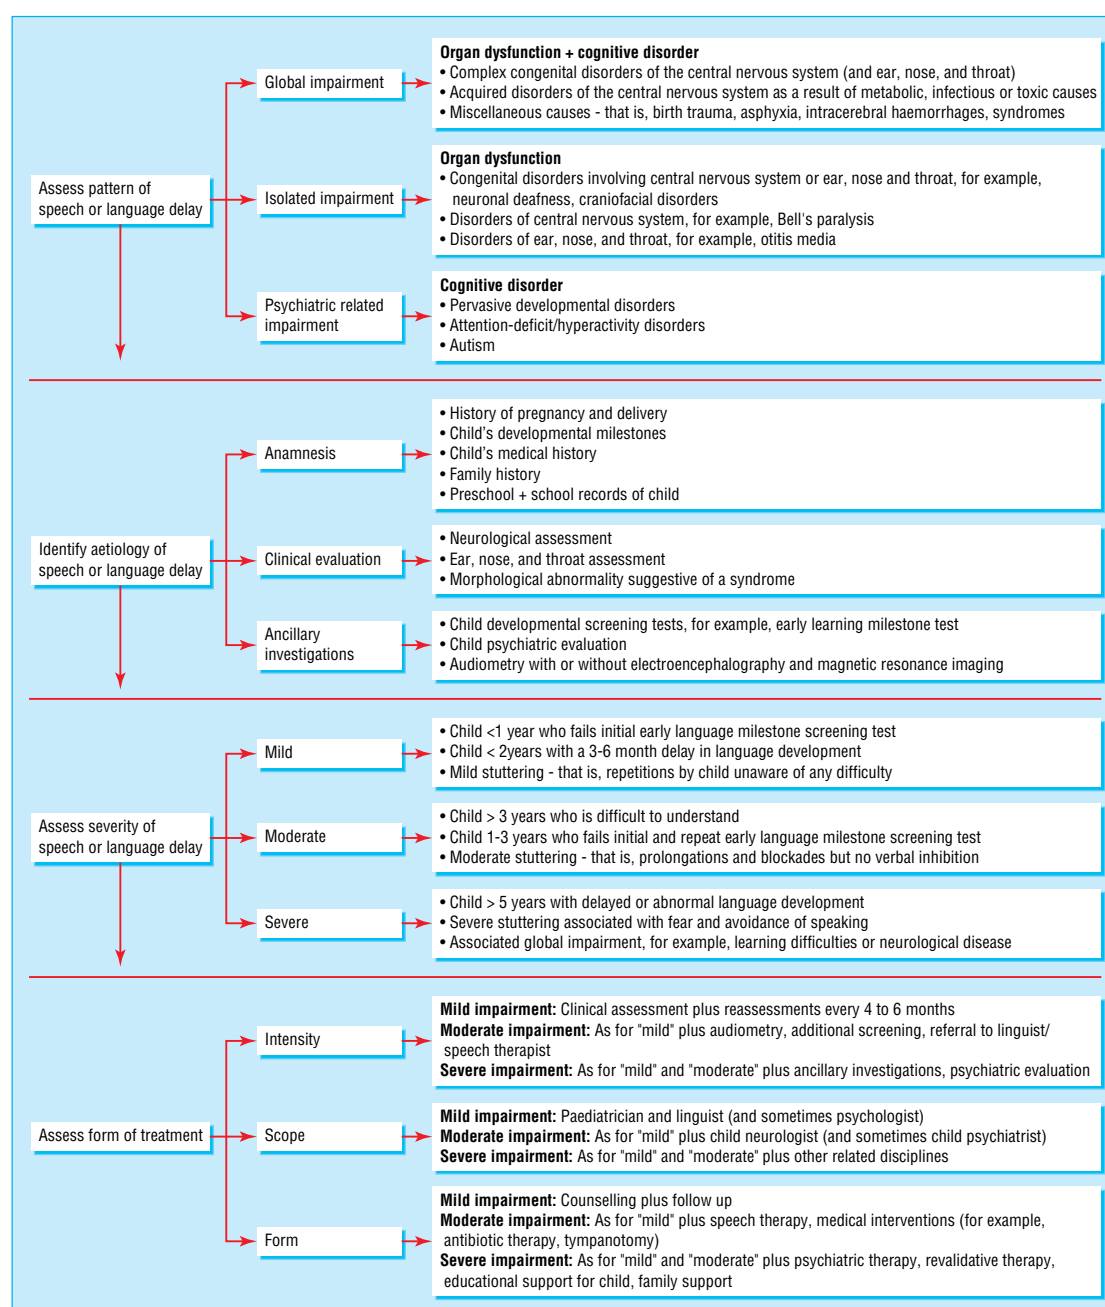 Assess pattern of
speech or language delay
Global impairment
Organ dysfunction + cognitive disorder
• Complex congenital disorders of the central nervous system (and ear, nose, and throat)
• Acquired disorders of the central nervous system as a result of metabolic, infectious or toxic causes
• Miscellaneous causes - that is, birth trauma, asphyxia, intracerebral haemorrhages, syndromes
Isolated impairment
Organ dysfunction
• Congenital disorders involving central nervous system or ear, nose and throat, for example,
neuronal deafness, craniofacial disorders
• Disorders of central nervous system, for example, Bell's paralysis
• Disorders of ear, nose, and throat, for example, otitis media
Psychiatric related
impairment
Cognitive disorder
• Pervasive developmental disorders
• Attention-deficit/hyperactivity disorders
• Autism
Identify aetiology of
speech or language delay
Anamnesis
• History of pregnancy and delivery
• Child's developmental milestones
• Child's medical history
• Family history
• Preschool + school records of child
Clinical evaluation
• Neurological assessment
• Ear, nose, and throat assessment
• Morphological abnormality suggestive of a syndrome
Ancillary
investigations
• Child developmental screening tests, for example, early learning milestone test
• Child psychiatric evaluation
• Audiometry with or without electroencephalography and magnetic resonance imaging
Assess severity of
speech or language delay
Mild
• Child <1 year who fails initial early language milestone screening test
• Child < 2years with a 3-6 month delay in language development
• Mild stuttering - that is, repetitions by child unaware of any difficulty
Moderate
• Child > 3 years who is difficult to understand
• Child 1-3 years who fails initial and repeat early language milestone screening test
• Moderate stuttering - that is, prolongations and blockades but no verbal inhibition
Severe
• Child > 5 years with delayed or abnormal language development
• Severe stuttering associated with fear and avoidance of speaking
• Associated global impairment, for example, learning difficulties or neurological disease
Assess form of treatment
Intensity
Mild impairment: Clinical assessment plus reassessments every 4 to 6 months
Moderate impairment: As for "mild" plus audiometry, additional screening, referral to linguist/
speech therapist
Severe impairment: As for "mild" and "moderate" plus ancillary investigations, psychiatric evaluation
Scope
Mild impairment: Paediatrician and linguist (and sometimes psychologist)
Moderate impairment: As for "mild" plus child neurologist (and sometimes child psychiatrist)
Severe impairment: As for "mild" and "moderate" plus other related disciplines
Form
Mild impairment: Counselling plus follow up
Moderate impairment: As for "mild" plus speech therapy, medical interventions (for example,
antibiotic therapy, tympanotomy)
Severe impairment: As for "mild" and "moderate" plus psychiatric therapy, revalidative therapy,
educational support for child, family support